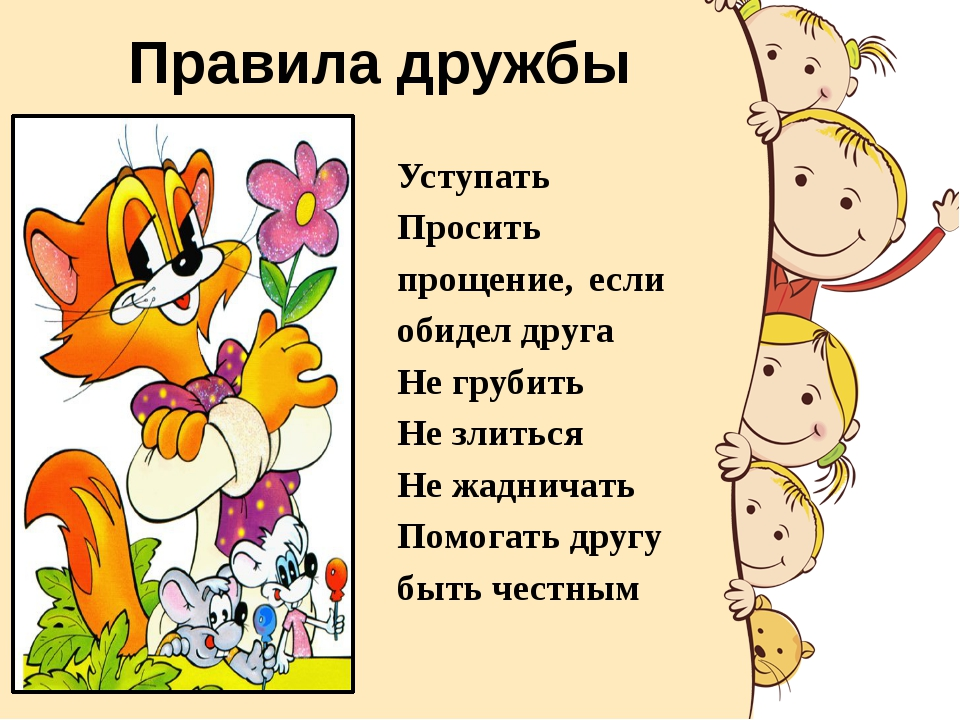 Правила дружбы
Уступать
Просить
прощение, если
обидел друга
Не грубить
Не злиться
Не жадничать
Помогать другу
быть честным